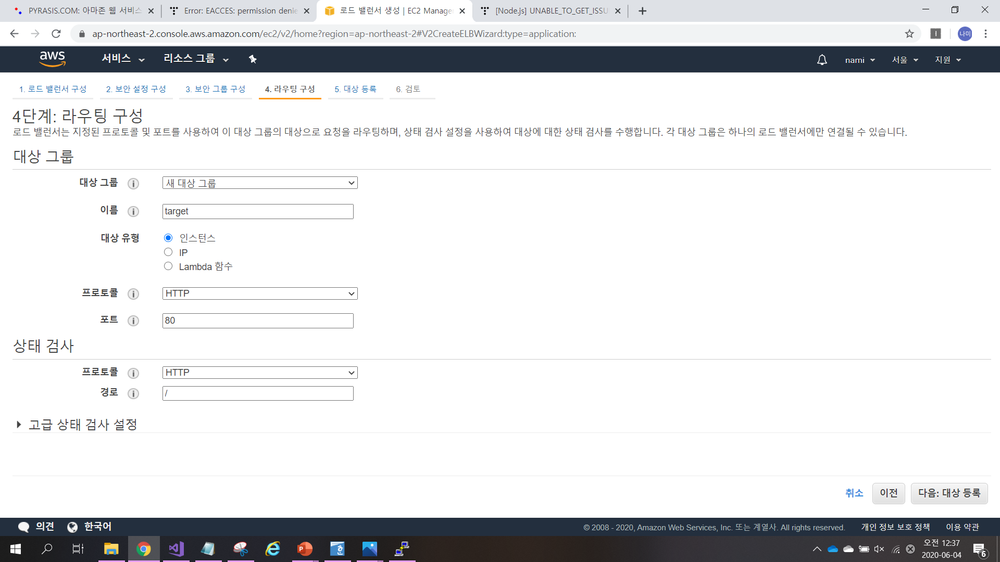 PYRASIS.COM: 아마존 웹 서비스
Error: EACCES: permission denie
로드 밸런서 생성 | EC2 Manage
[Node.js] UNABLE_TO_GET_ISSU
ap-northeast-2.console.aws.amazon.com/ec2/v2/home?region=ap-northeast-2#V2CreateELBWizard:type=application:
I
나미
aws
서비스
리소스 그룹
nami
서울
지원
1. 로드 밸런서 구성
2. 보안 설정 구성
3. 보안 그룹 구성
4. 라우팅 구성
5. 대상 등록
6. 검토
4단계: 라우팅 구성
로드 밸런서는 지정된 프로토콜 및 포트를 사용하여 이 대상 그룹의 대상으로 요청을 라우팅하며, 상태 검사 설정을 사용하여 대상에 대한 상태 검사를 수행합니다. 각 대상 그룹은 하나의 로드 밸런서에만 연결될 수 있습니다.
대상 그룹
대상 그룹 i 새 대상 그룹
이름 i target
대상 유형 인스턴스
IP
Lambda 함수
프로토콜 i HTTP
포트 i 80
상태 검사
프로토콜 i HTTP
경로 i /
고급 상태 검사 설정
취소
이전
다음: 대상 등록
의견
한국어
© 2008 - 2020, Amazon Web Services, Inc. 또는 계열사. All rights reserved.
개인 정보 보호 정책
이용 약관
오전 12:37
2020-06-04
6